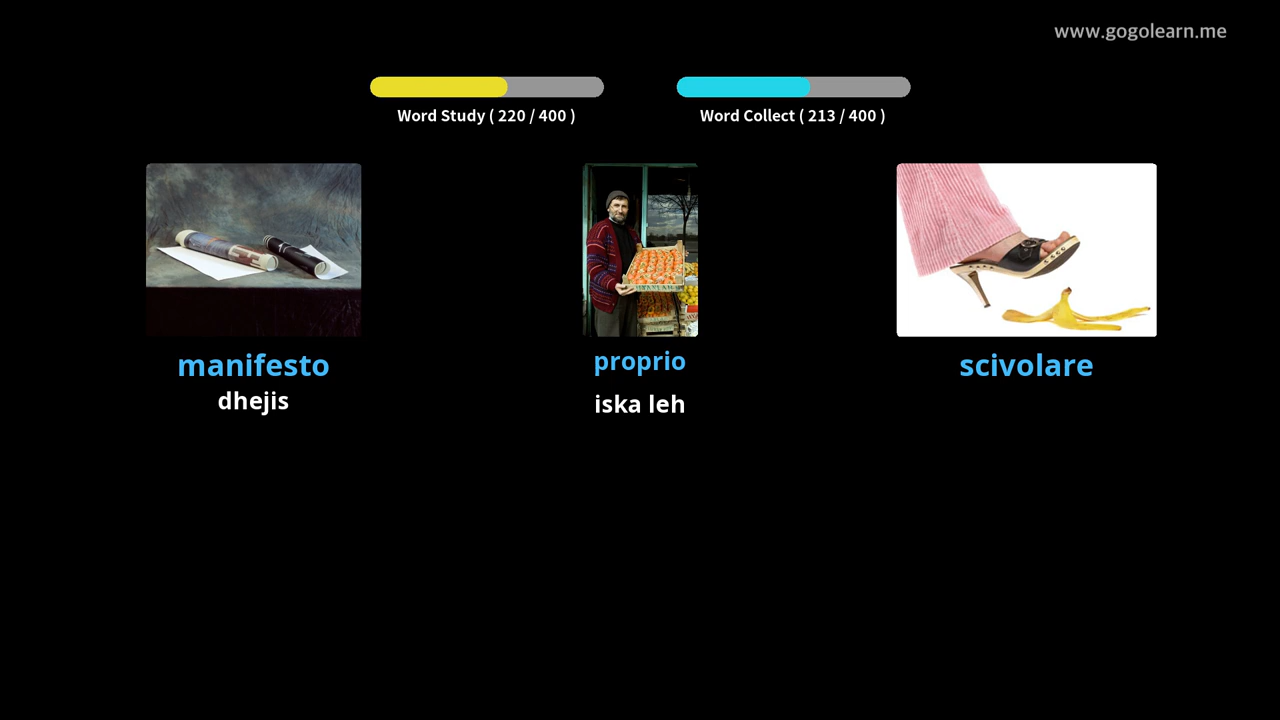 www.gogolearn.me
Word Study ( 220 / 400 )
Word Collect ( 213 / 400 )
manifesto
dhejis
proprio
iska leh
scivolare